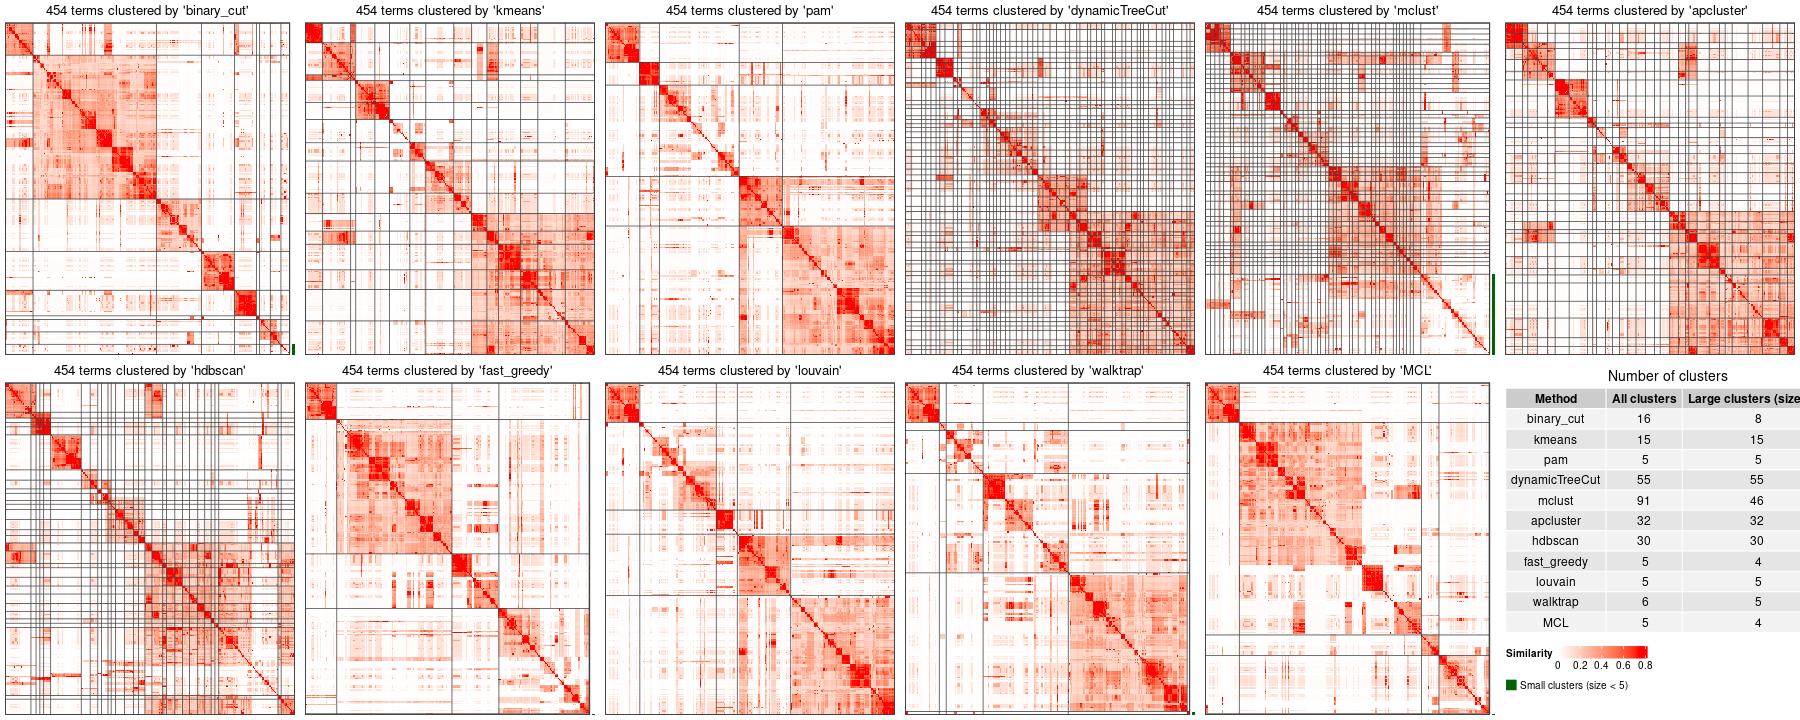 454 terms clustered by 'binary_cut'
454 terms clustered by 'kmeans'
454 terms clustered by 'pam'
454 terms clustered by 'dynamicTreeCut'
454 terms clustered by 'mclust'
454 terms clustered by 'apcluster'
454 terms clustered by 'hdbscan'
454 terms clustered by 'fast_greedy'
454 terms clustered by 'louvain'
454 terms clustered by 'walktrap'
454 terms clustered by 'MCL'
Number of clusters
Method All clusters Large clusters (size
binary_cut 16 8
kmeans 15 15
pam 5 5
dynamicTreeCut 55 55
mclust 91 46
apcluster 32 32
hdbscan 30 30
fast_greedy 5 4
louvain 5 5
walktrap 6 5
MCL 5 4
Similarity
0 0.2 0.4 0.6 0.8
Small clusters (size < 5)